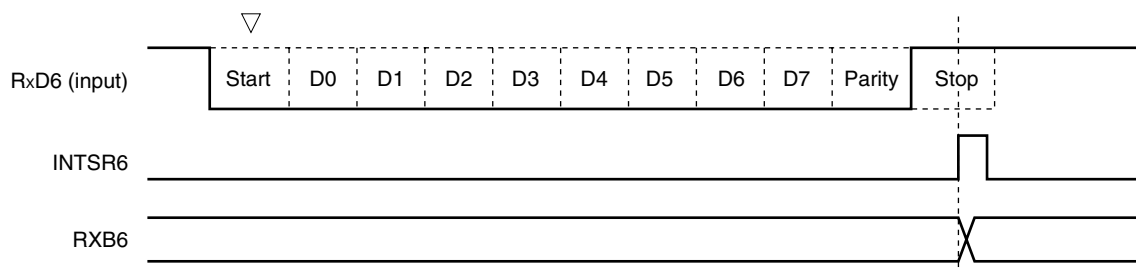 RxD6 (input) Start D0 D1 D2 D3 D4 D5 D6 D7 Parity Stop
INTSR6
RXB6